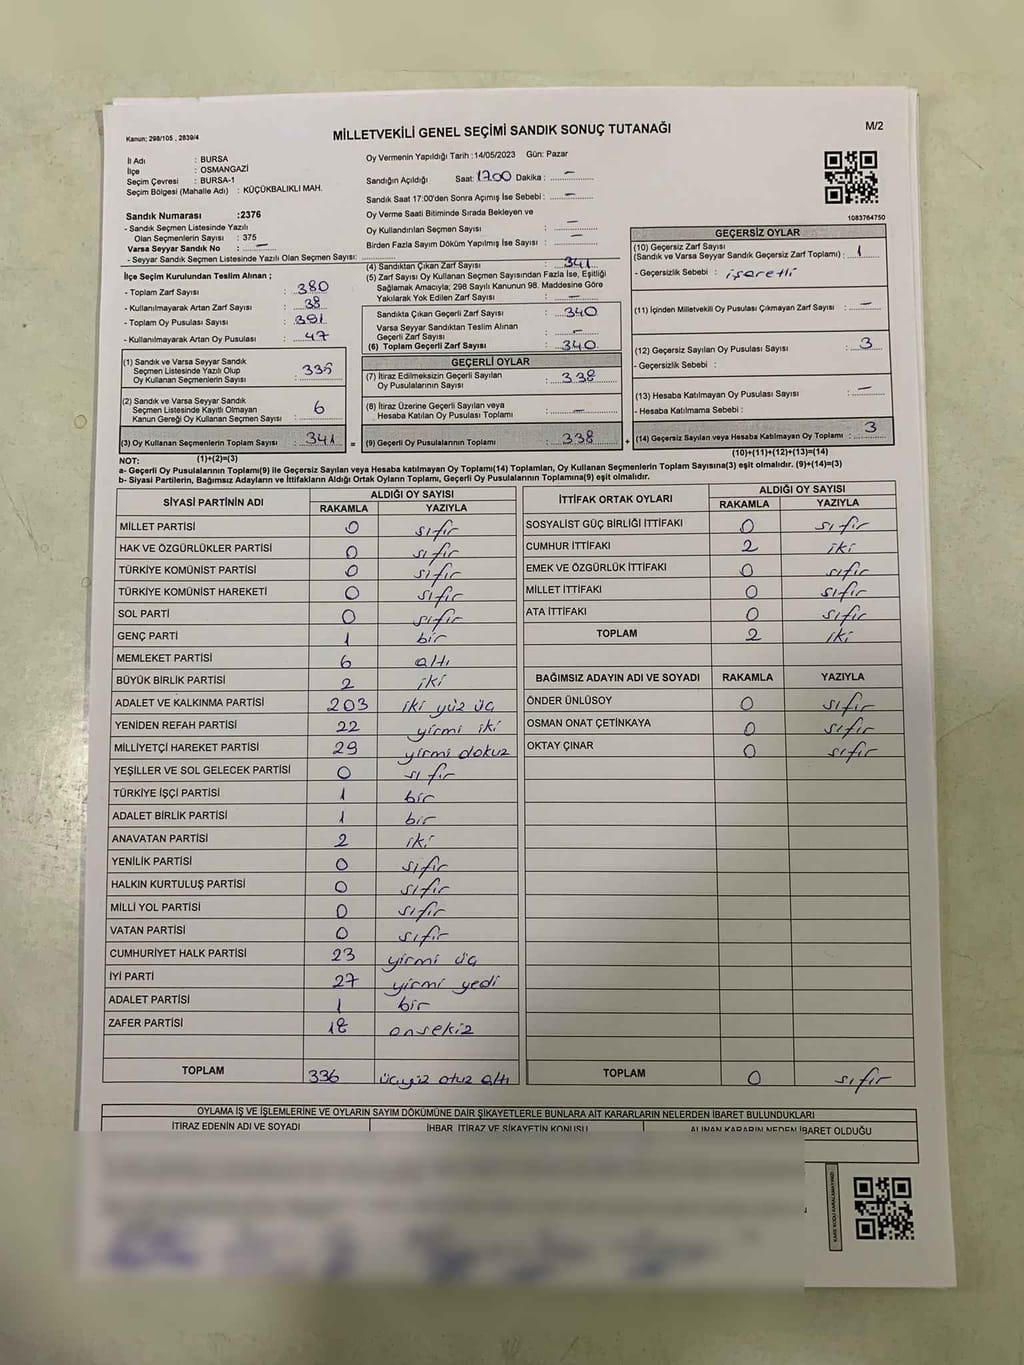 Kanun: 298/105 , 2839/4
MİLLETVEKİLİ GENEL SEÇİMİ SANDIK SONUÇ TUTANAĞI
M/2
İl Adı : BURSA
İlçe : OSMANGAZİ
Seçim Çevresi : BURSA-1
Seçim Bölgesi (Mahalle Adı) : KÜÇÜKBALIKLI MAH.
Oy Vermenin Yapıldığı Tarih :14/05/2023 Gün: Pazar
Sandığın Açıldığı Saat: 17.00 Dakika : —
Sandık Saat 17:00'den Sonra Açımış İse Sebebi : —
Oy Verme Saati Bitiminde Sırada Bekleyen ve
Oy Kullandırılan Seçmen Sayısı : —
Birden Fazla Sayım Döküm Yapılmış İse Sayısı : —
1083764750
Sandık Numarası :2376
- Sandık Seçmen Listesinde Yazılı
Olan Seçmenlerin Sayısı : 375
Varsa Seyyar Sandık No : —
- Seyyar Sandık Seçmen Listesinde Yazılı Olan Seçmen Sayısı:
İlçe Seçim Kurulundan Teslim Alınan ;
- Toplam Zarf Sayısı : 380
- Kullanılmayarak Artan Zarf Sayısı : 38
- Toplam Oy Pusulası Sayısı : 391
- Kullanılmayarak Artan Oy Pusulası : 47
(1) Sandık ve Varsa Seyyar Sandık
Seçmen Listesinde Yazılı Olup
Oy Kullanan Seçmenlerin Sayısı : 335
(2) Sandık ve Varsa Seyyar Sandık
Seçmen Listesinde Kayıtlı Olmayan
Kanun Gereği Oy Kullanan Seçmen Sayısı : 6
(3) Oy Kullanan Seçmenlerin Toplam Sayısı : 341 =
(1)+(2)=(3)
(4) Sandıktan Çıkan Zarf Sayısı : 341
(5) Zarf Sayısı Oy Kullanan Seçmen Sayısından Fazla İse, Eşitliği
Sağlamak Amacıyla; 298 Sayılı Kanunun 98. Maddesine Göre
Yakılarak Yok Edilen Zarf Sayısı : —
Sandıkta Çıkan Geçerli Zarf Sayısı : 340
Varsa Seyyar Sandıktan Teslim Alınan
Geçerli Zarf Sayısı : —
(6) Toplam Geçerli Zarf Sayısı : 340
GEÇERLİ OYLAR
(7) İtiraz Edilmeksizin Geçerli Sayılan
Oy Pusulalarının Sayısı : 338
(8) İtiraz Üzerine Geçerli Sayılan veya
Hesaba Katılan Oy Pusulası Toplamı : —
(9) Geçerli Oy Pusulalarının Toplamı : 338 +
GEÇERSİZ OYLAR
(10) Geçersiz Zarf Sayısı
(Sandık ve Varsa Seyyar Sandık Geçersiz Zarf Toplamı) : 1
- Geçersizlik Sebebi : işaretli
(11) İçinden Milletvekili Oy Pusulası Çıkmayan Zarf Sayısı : —
(12) Geçersiz Sayılan Oy Pusulası Sayısı : 3
- Geçersizlik Sebebi :
(13) Hesaba Katılmayan Oy Pusulası Sayısı : —
- Hesaba Katılmama Sebebi :
(14) Geçersiz Sayılan veya Hesaba Katılmayan Oy Toplamı : 3
(10)+(11)+(12)+(13)=(14)
NOT:
a- Geçerli Oy Pusulalarının Toplamı(9) ile Geçersiz Sayılan veya Hesaba katılmayan Oy Toplamı(14) Toplamları, Oy Kullanan Seçmenlerin Toplam Sayısına(3) eşit olmalıdır. (9)+(14)=(3)
b- Siyasi Partilerin, Bağımsız Adayların ve İttifakların Aldığı Ortak Oyların Toplamı, Geçerli Oy Pusulalarının Toplamına(9) eşit olmalıdır.
SİYASİ PARTİNİN ADI ALDIĞI OY SAYISI
RAKAMLA YAZIYLA
MİLLET PARTİSİ 0 sıfır
HAK VE ÖZGÜRLÜKLER PARTİSİ 0 sıfır
TÜRKİYE KOMÜNİST PARTİSİ 0 sıfır
TÜRKİYE KOMÜNİST HAREKETİ 0 sıfır
SOL PARTİ 0 sıfır
GENÇ PARTİ 1 bir
MEMLEKET PARTİSİ 6 altı
BÜYÜK BİRLİK PARTİSİ 2 iki
ADALET VE KALKINMA PARTİSİ 203 iki yüz üç
YENİDEN REFAH PARTİSİ 22 yirmi iki
MİLLİYETÇİ HAREKET PARTİSİ 29 yirmi dokuz
YEŞİLLER VE SOL GELECEK PARTİSİ 0 sıfır
TÜRKİYE İŞÇİ PARTİSİ 1 bir
ADALET BİRLİK PARTİSİ 1 bir
ANAVATAN PARTİSİ 2 iki
YENİLİK PARTİSİ 0 sıfır
HALKIN KURTULUŞ PARTİSİ 0 sıfır
MİLLİ YOL PARTİSİ 0 sıfır
VATAN PARTİSİ 0 sıfır
CUMHURİYET HALK PARTİSİ 23 yirmi üç
İYİ PARTİ 27 yirmi yedi
ADALET PARTİSİ 1 bir
ZAFER PARTİSİ 18 onsekiz
TOPLAM 336 üçyüz otuz altı
İTTİFAK ORTAK OYLARI ALDIĞI OY SAYISI
RAKAMLA YAZIYLA
SOSYALİST GÜÇ BİRLİĞİ İTTİFAKI 0 sıfır
CUMHUR İTTİFAKI 2 iki
EMEK VE ÖZGÜRLÜK İTTİFAKI 0 sıfır
MİLLET İTTİFAKI 0 sıfır
ATA İTTİFAKI 0 sıfır
TOPLAM 2 iki
BAĞIMSIZ ADAYIN ADI VE SOYADI RAKAMLA YAZIYLA
ÖNDER ÜNLÜSOY 0 sıfır
OSMAN ONAT ÇETİNKAYA 0 sıfır
OKTAY ÇINAR 0 sıfır
TOPLAM 0 sıfır
OYLAMA İŞ VE İŞLEMLERİNE VE OYLARIN SAYIM DÖKÜMÜNE DAİR ŞİKAYETLERLE BUNLARA AİT KARARLARIN NELERDEN İBARET BULUNDUKLARI
İTİRAZ EDENİN ADI VE SOYADI İHBAR, İTİRAZ VE ŞİKAYETİN KONUSU ALINAN KARARIN NEDEN İBARET OLDUĞU
KARE KODU KARALAMAYINIZ!